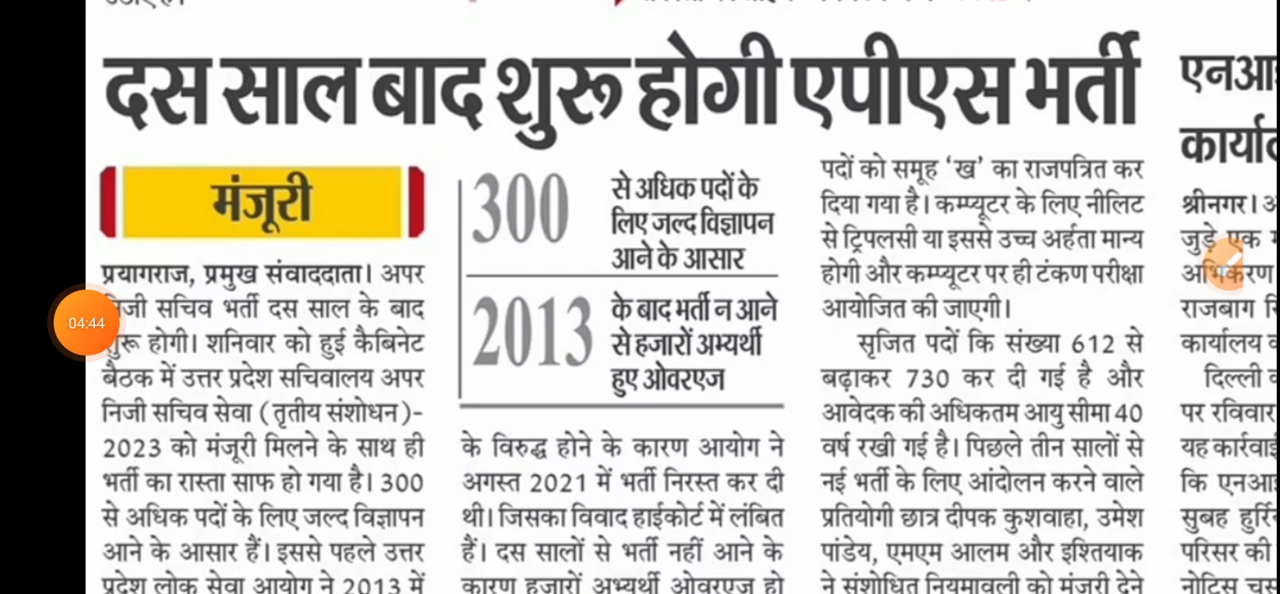 दस साल बाद शुरू होगी एपीएस भर्ती
मंजूरी
प्रयागराज, प्रमुख संवाददाता। अपर
निजी सचिव भर्ती दस साल के बाद
शुरू होगी। शनिवार को हुई कैबिनेट
बैठक में उत्तर प्रदेश सचिवालय अपर
निजी सचिव सेवा (तृतीय संशोधन)-
2023 को मंजूरी मिलने के साथ ही
भर्ती का रास्ता साफ हो गया है। 300
से अधिक पदों के लिए जल्द विज्ञापन
आने के आसार हैं। इससे पहले उत्तर
प्रदेश लोक सेवा आयोग ने 2013 में
300
से अधिक पदों के
लिए जल्द विज्ञापन
आने के आसार
2013
के बाद भर्ती न आने
से हजारों अभ्यर्थी
हुए ओवरएज
के विरुद्ध होने के कारण आयोग ने
अगस्त 2021 में भर्ती निरस्त कर दी
थी। जिसका विवाद हाईकोर्ट में लंबित
हैं। दस सालों से भर्ती नहीं आने के
कारण हजारों अभ्यर्थी ओवरएज हो
पदों को समूह ‘ख’ का राजपत्रित कर
दिया गया है। कम्प्यूटर के लिए नीलिट
से ट्रिपलसी या इससे उच्च अर्हता मान्य
होगी और कम्प्यूटर पर ही टंकण परीक्षा
आयोजित की जाएगी।
सृजित पदों कि संख्या 612 से
बढ़ाकर 730 कर दी गई है और
आवेदक की अधिकतम आयु सीमा 40
वर्ष रखी गई है। पिछले तीन सालों से
नई भर्ती के लिए आंदोलन करने वाले
प्रतियोगी छात्र दीपक कुशवाहा, उमेश
पांडेय, एमएम आलम और इश्तियाक
ने संशोधित नियमावली को मंजूरी देने
एनआ
कार्या
श्रीनगर। अ
जुड़े एक
अभिकरण
राजबाग
कार्यालय
दिल्ली
पर रविवार
यह कार्रवाई
कि एनआ
सुबह हुर्रि
परिसर की
नोटिस चस
04:44